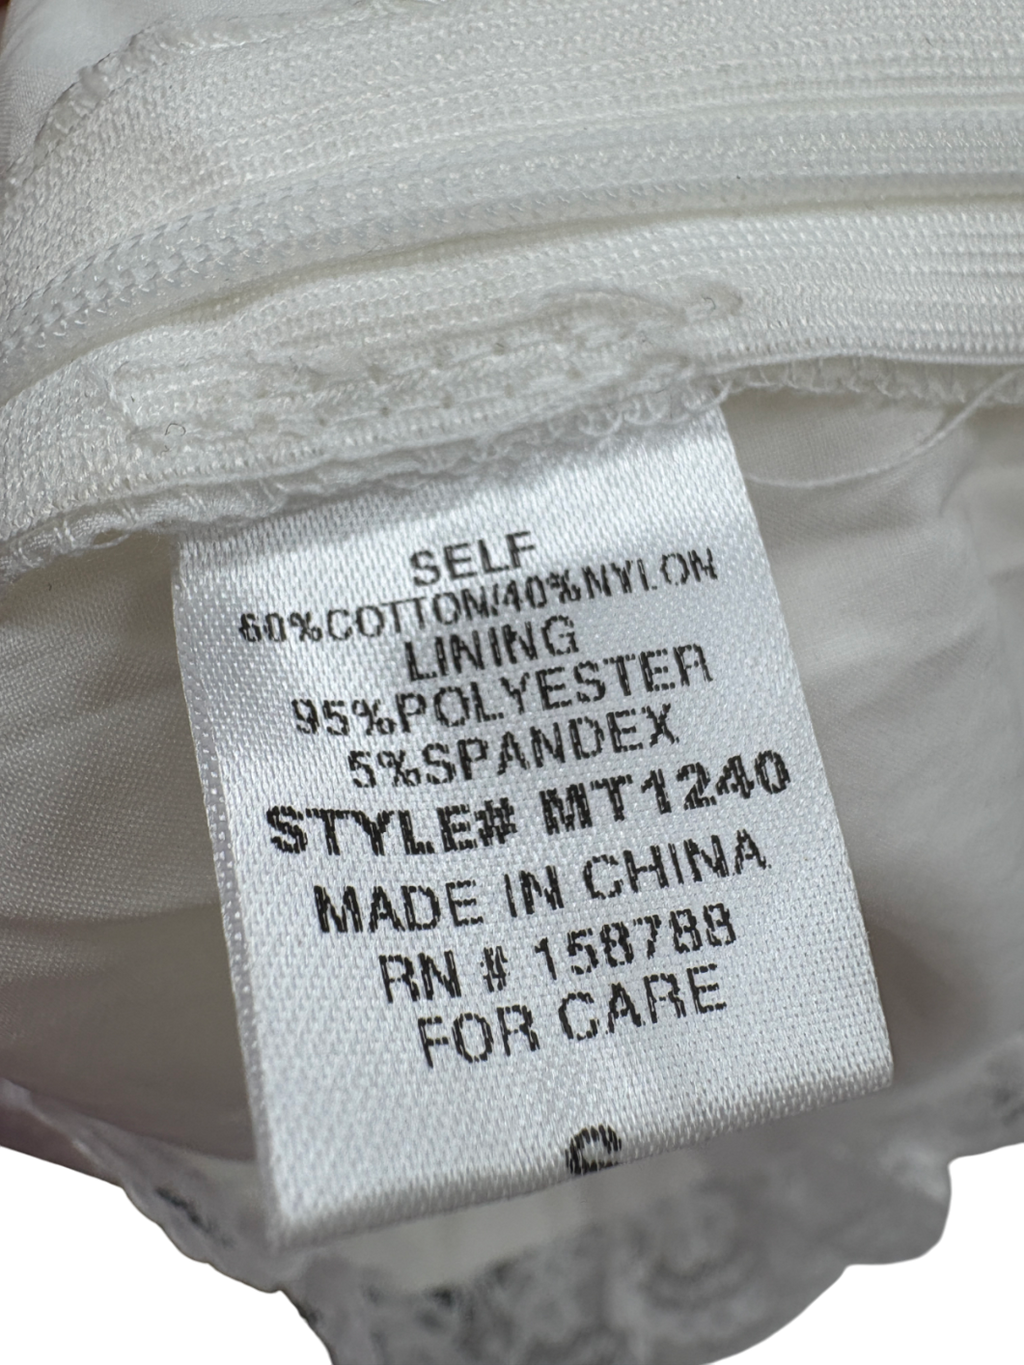 SELF
60%COTTON/40%NYLON
LINING
95%POLYESTER
5%SPANDEX
STYLE# MT1240
MADE IN CHINA
RN # 158788
FOR CARE